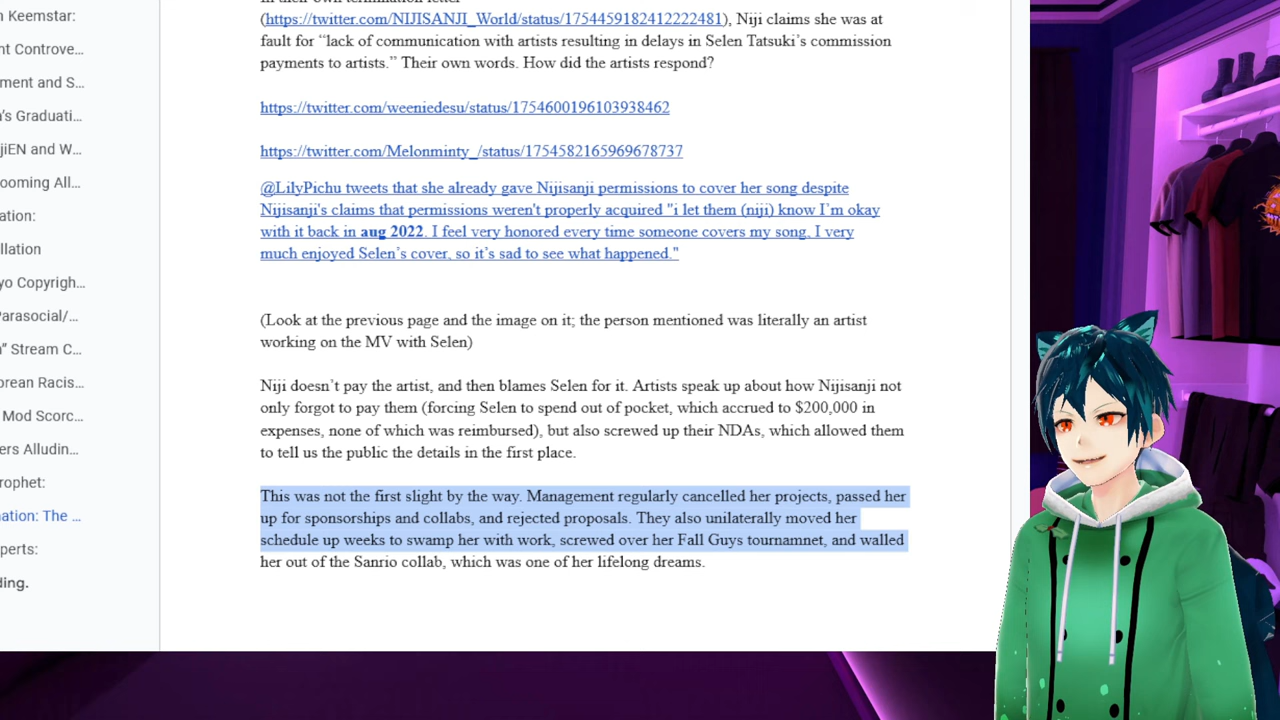 n Keemstar:
nt Controve...
ment and S...
a's Graduati...
jiEN and W...
ooming All...
ation:
llation
yo Copyrigh...
Parasocial/...
" Stream C...
orean Racis...
Mod Scorc...
ers Alludin...
rophet:
nation: The ...
perts:
ding.
(https://twitter.com/NIJISANJI_World/status/1754459182412222481), Niji claims she was at
fault for “lack of communication with artists resulting in delays in Selen Tatsuki’s commission
payments to artists.” Their own words. How did the artists respond?
https://twitter.com/weeniedesu/status/1754600196103938462
https://twitter.com/Melonminty_/status/1754582165969678737
@LilyPichu tweets that she already gave Nijisanji permissions to cover her song despite
Nijisanji's claims that permissions weren't properly acquired "i let them (niji) know I’m okay
with it back in aug 2022. I feel very honored every time someone covers my song, I very
much enjoyed Selen’s cover, so it’s sad to see what happened."
(Look at the previous page and the image on it; the person mentioned was literally an artist
working on the MV with Selen)
Niji doesn’t pay the artist, and then blames Selen for it. Artists speak up about how Nijisanji not
only forgot to pay them (forcing Selen to spend out of pocket, which accrued to $200,000 in
expenses, none of which was reimbursed), but also screwed up their NDAs, which allowed them
to tell us the public the details in the first place.
This was not the first slight by the way. Management regularly cancelled her projects, passed her
up for sponsorships and collabs, and rejected proposals. They also unilaterally moved her
schedule up weeks to swamp her with work, screwed over her Fall Guys tournamnet, and walled
her out of the Sanrio collab, which was one of her lifelong dreams.